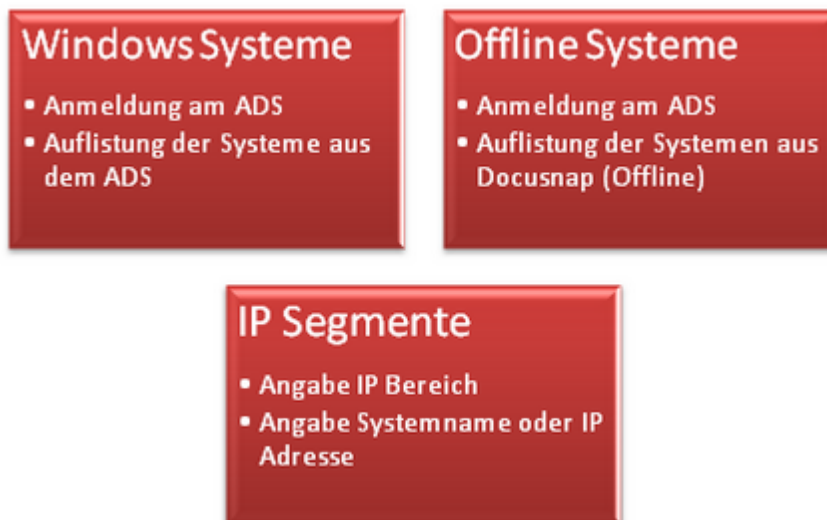 Windows Systeme
• Anmeldung am ADS
• Auflistung der Systeme aus
dem ADS
Offline Systeme
• Anmeldung am ADS
• Auflistung der Systemen aus
Docusnap (Offline)
IP Segmente
• Angabe IP Bereich
• Angabe Systemname oder IP
Adresse